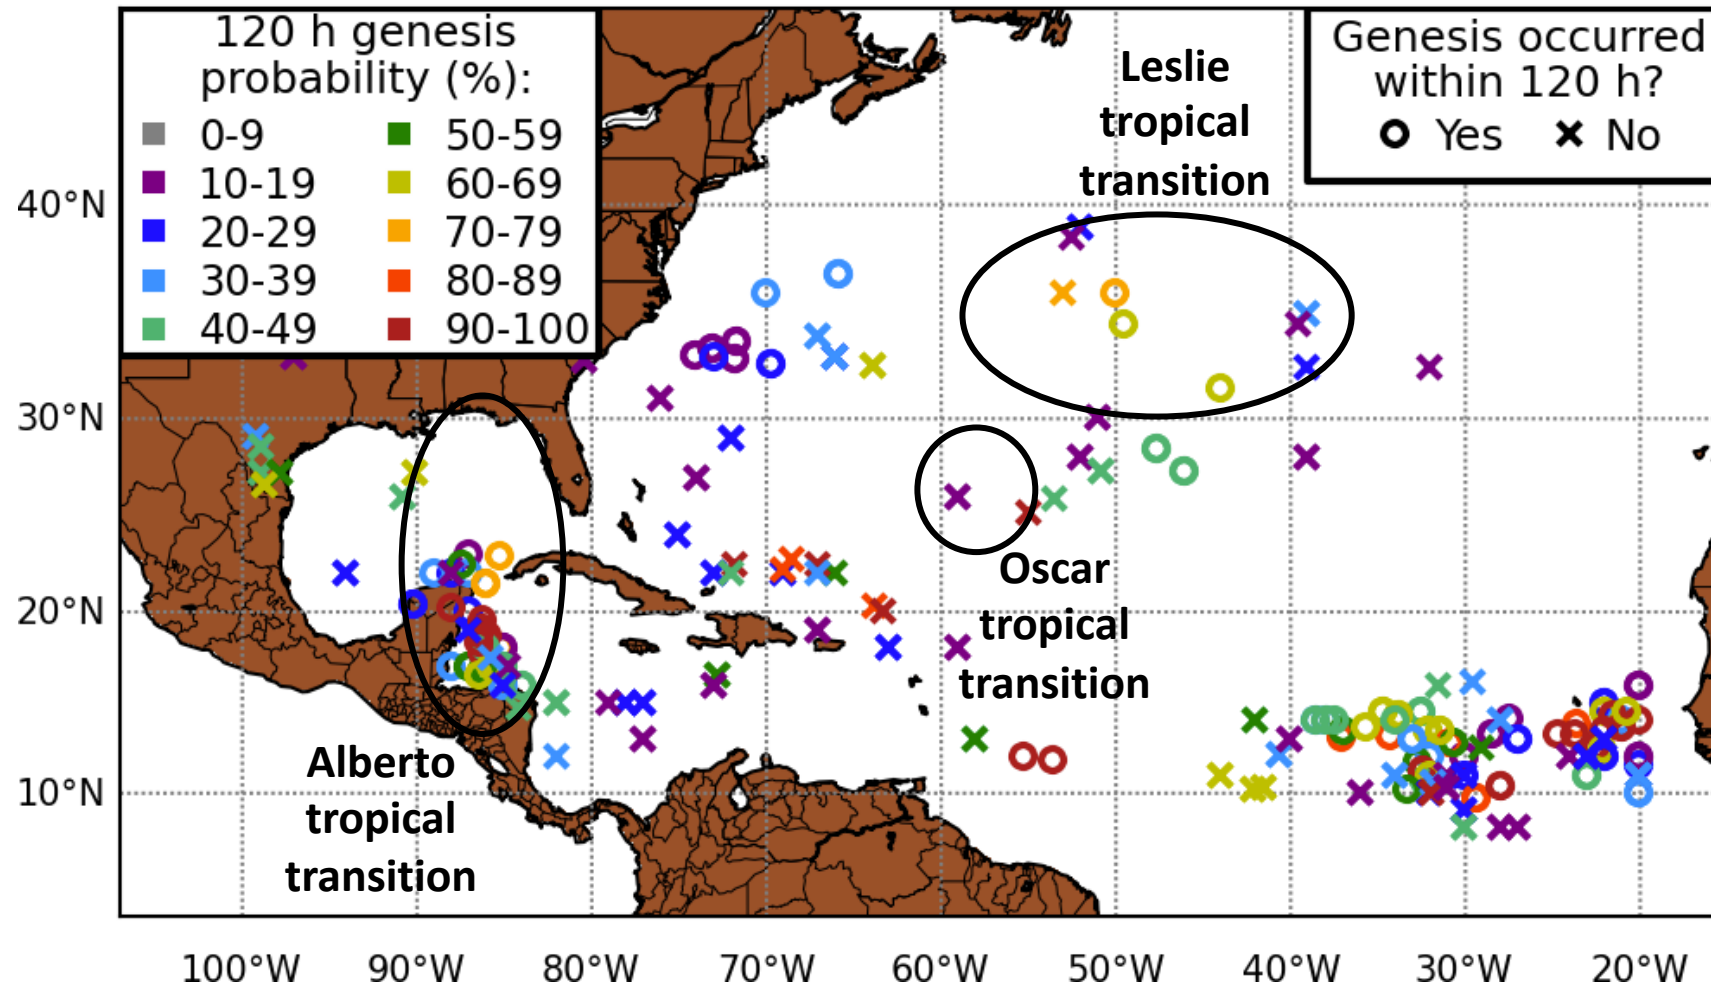 120 h genesis
probability (%):
0-9
10-19
20-29
30-39
40-49
50-59
60-69
70-79
80-89
90-100
Genesis occurred
within 120 h?
Yes
No
Leslie
tropical
transition
Oscar
tropical
transition
Alberto
tropical
transition
40°N
30°N
20°N
10°N
100°W
90°W
80°W
70°W
60°W
50°W
40°W
30°W
20°W